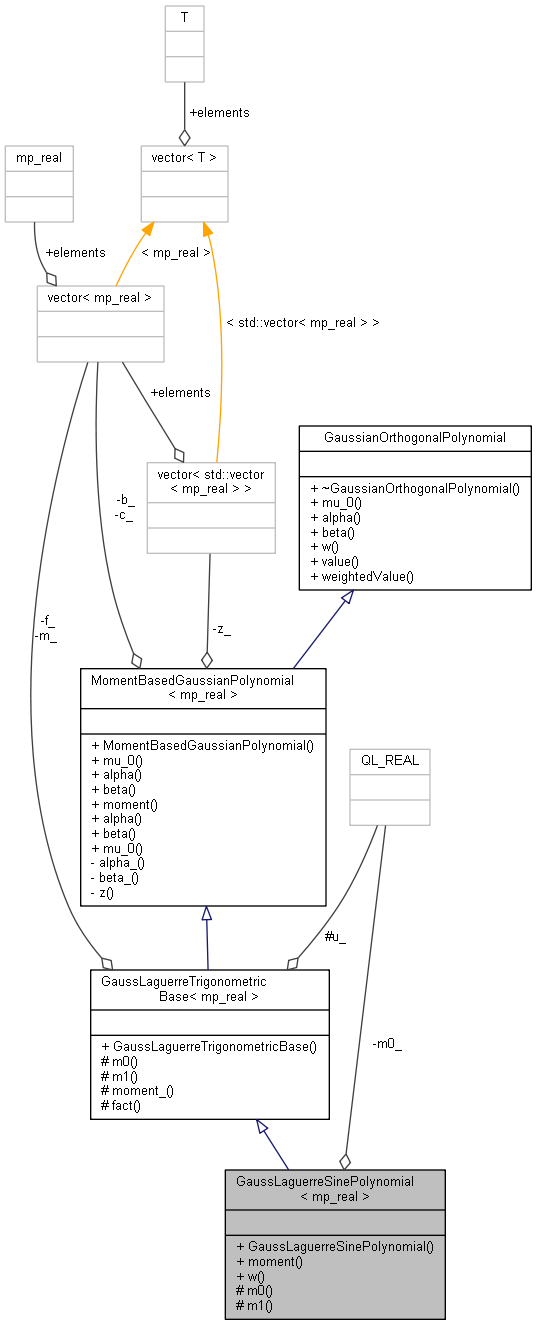 T
+elements
mp_real
vector< T >
+elements
< mp_real >
vector< mp_real >
< std::vector< mp_real > >
+elements
GaussianOrthogonalPolynomial
+ ~GaussianOrthogonalPolynomial()
+ mu_0()
+ alpha()
+ beta()
+ w()
+ value()
+ weightedValue()
vector< std::vector
< mp_real > >
-b_
-c_
-f_
-m_
-z_
MomentBasedGaussianPolynomial
< mp_real >
+ MomentBasedGaussianPolynomial()
+ mu_0()
+ alpha()
+ beta()
+ moment()
+ alpha()
+ beta()
+ mu_0()
- alpha_()
- beta_()
- z()
QL_REAL
#u_
GaussLaguerreTrigonometric
Base< mp_real >
+ GaussLaguerreTrigonometricBase()
# m0()
# m1()
# moment_()
# fact()
-m0_
GaussLaguerreSinePolynomial
< mp_real >
+ GaussLaguerreSinePolynomial()
+ moment()
+ w()
# m0()
# m1()